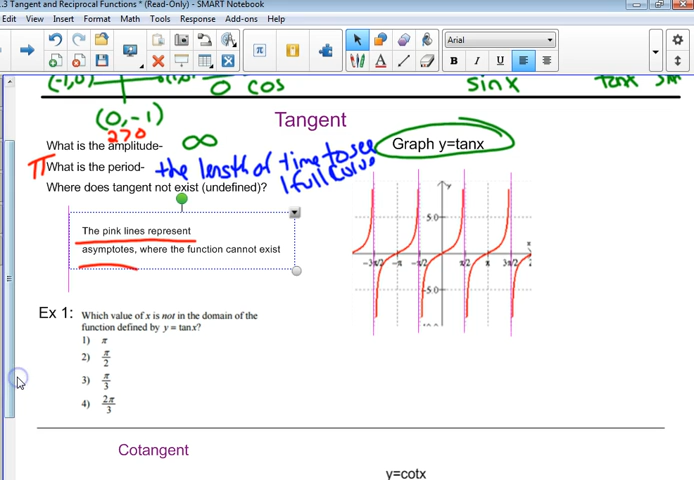 .3 Tangent and Reciprocal Functions * (Read-Only) - SMART Notebook
View Insert Format Math Tools Response Add-ons Help
Arial
B I U
(-1,0)
0 cos
sinx
tanx
(0,-1)
270
Tangent
What is the amplitude- ∞
Graph y=tanx
π What is the period- the length of time to see
1 full curve
Where does tangent not exist (undefined)?
The pink lines represent
asymptotes, where the function cannot exist
y
5.0
x
-3π/2 -π -π/2 π/2 π 3π/2
-5.0
Ex 1: Which value of x is not in the domain of the
function defined by y = tanx?
1) π
2) π/2
3) π/3
4) 2π/3
Cotangent
y=cotx